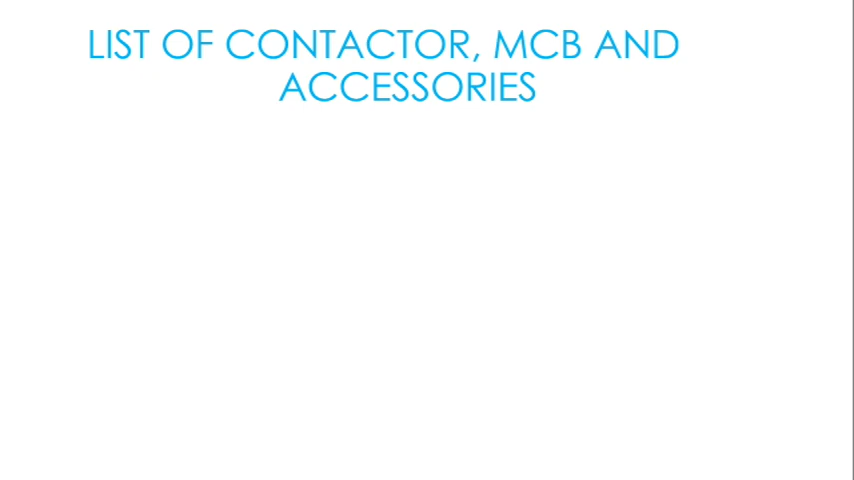 LIST OF CONTACTOR, MCB AND
ACCESSORIES